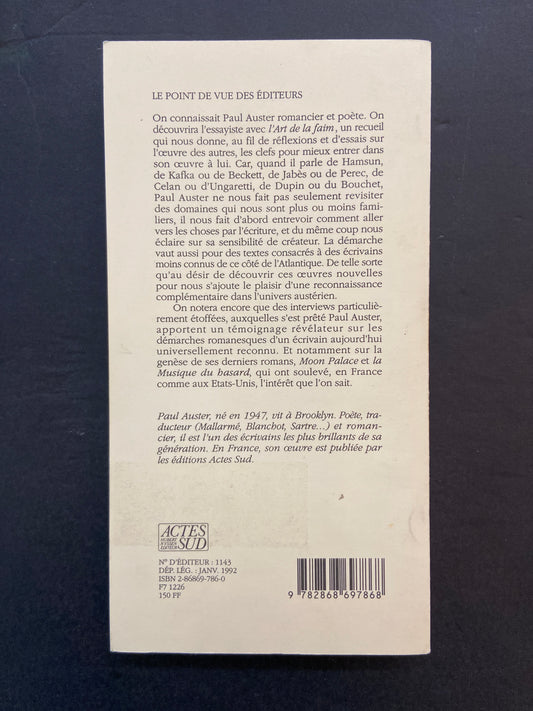 LE POINT DE VUE DES ÉDITEURS
On connaissait Paul Auster romancier et poète. On
découvrira l'essayiste avec l'Art de la faim, un recueil
qui nous donne, au fil de réflexions et d'essais sur
l'œuvre des autres, les clefs pour mieux entrer dans
son œuvre à lui. Car, quand il parle de Hamsun,
de Kafka ou de Beckett, de Jabès ou de Perec, de
Celan ou d'Ungaretti, de Dupin ou du Bouchet,
Paul Auster ne nous fait pas seulement revisiter
des domaines qui nous sont plus ou moins fami-
liers, il nous fait d'abord entrevoir comment aller
vers les choses par l'écriture, et du même coup nous
éclaire sur sa sensibilité de créateur. La démarche
vaut aussi pour des textes consacrés à des écrivains
moins connus de ce côté de l'Atlantique. De telle sorte
qu'au désir de découvrir ces œuvres nouvelles
pour nous s'ajoute le plaisir d'une reconnaissance
complémentaire dans l'univers austérien.
On notera encore que des interviews particuliè-
rement étoffées, auxquelles s'est prêté Paul Auster,
apportent un témoignage révélateur sur les
démarches romanesques d'un écrivain aujourd'hui
universellement reconnu. Et notamment sur la
genèse de ses derniers romans, Moon Palace et la
Musique du hasard, qui ont soulevé, en France
comme aux Etats-Unis, l'intérêt que l'on sait.
Paul Auster, né en 1947, vit à Brooklyn. Poète, tra-
ducteur (Mallarmé, Blanchot, Sartre...) et roman-
cier, il est l'un des écrivains les plus brillants de sa
génération. En France, son œuvre est publiée par
les éditions Actes Sud.
ACTES
HUBERT
NYSSEN
EDITEUR
SUD
N° D'ÉDITEUR : 1143
DÉP. LÉG. : JANV. 1992
ISBN 2-86869-786-0
F7 1226
150 FF
9 782868 697868